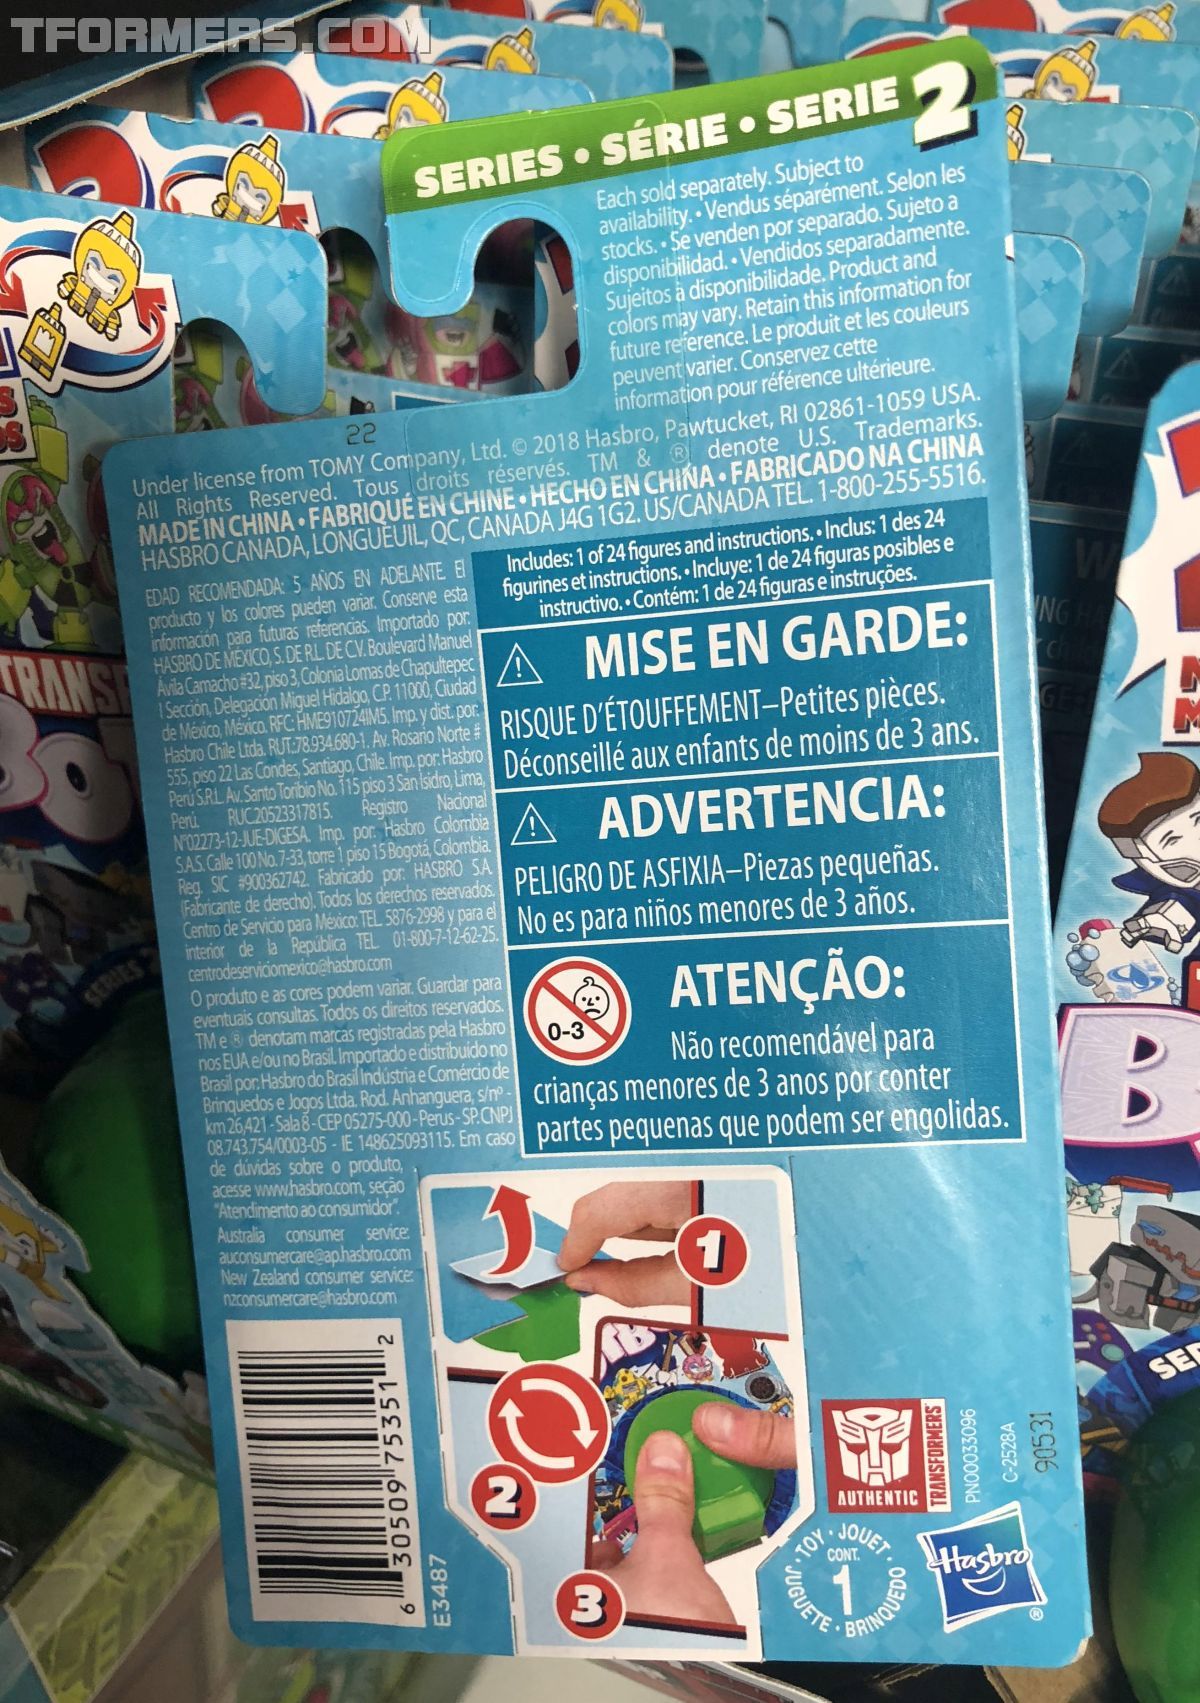 TFORMERS.COM
SERIES • SÉRIE • SERIE 2
Each sold separately. Subject to
availability. • Vendus séparément. Selon les
stocks. • Se venden por separado. Sujeto a
disponibilidad. • Vendidos separadamente.
Sujeitos à disponibilidade. Product and
colors may vary. Retain this information for
future reference. Le produit et les couleurs
peuvent varier. Conservez cette
information pour référence ultérieure.
22
Under license from TOMY Company, Ltd. © 2018 Hasbro, Pawtucket, RI 02861-1059 USA.
All Rights Reserved. Tous droits réservés. TM & ® denote U.S. Trademarks.
MADE IN CHINA • FABRIQUÉ EN CHINE • HECHO EN CHINA • FABRICADO NA CHINA
HASBRO CANADA, LONGUEUIL, QC, CANADA J4G 1G2. US/CANADA TEL. 1-800-255-5516.
EDAD RECOMENDADA: 5 AÑOS EN ADELANTE. El
producto y los colores pueden variar. Conserve esta
información para futuras referencias. Importado por:
HASBRO DE MÉXICO, S. DE R.L. DE C.V. Boulevard Manuel
Ávila Camacho #32, piso 3, Colonia Lomas de Chapultepec
I Sección, Delegación Miguel Hidalgo, C.P. 11000, Ciudad
de México, México. RFC: HME910724IM5. Imp. y dist. por:
Hasbro Chile Ltda. RUT:78.934.680-1. Av. Rosario Norte #
555, piso 22 Las Condes, Santiago, Chile. Imp. por: Hasbro
Perú S.R.L. Av. Santo Toribio No. 115 piso 3 San Isidro, Lima,
Perú. RUC20523317815. Registro Nacional
N°02273-12-JUE-DIGESA. Imp. por: Hasbro Colombia
S.A.S. Calle 100 No. 7-33, torre 1 piso 15 Bogotá, Colombia.
Reg. SIC #900362742. Fabricado por: HASBRO S.A.
(Fabricante de derecho). Todos los derechos reservados.
Centro de Servicio para México: TEL. 5876-2998 y para el
interior de la República TEL. 01-800-7-12-62-25.
centrodeserviciomexico@hasbro.com
O produto e as cores podem variar. Guardar para
eventuais consultas. Todos os direitos reservados.
TM e ® denotam marcas registradas pela Hasbro
nos EUA e/ou no Brasil. Importado e distribuído no
Brasil por: Hasbro do Brasil Indústria e Comércio de
Brinquedos e Jogos Ltda. Rod. Anhanguera, s/nº -
km 26,421 - Sala 8 - CEP 05275-000 - Perus - SP. CNPJ
08.743.754/0003-05 - IE 148625093115. Em caso
de dúvidas sobre o produto,
acesse www.hasbro.com, seção
"Atendimento ao consumidor".
Australia consumer service:
auconsumercare@ap.hasbro.com
New Zealand consumer service:
nzconsumercare@hasbro.com
Includes: 1 of 24 figures and instructions. • Inclus: 1 des 24
figurines et instructions. • Incluye: 1 de 24 figuras posibles e
instructivo. • Contém: 1 de 24 figuras e instruções.
MISE EN GARDE:
RISQUE D'ÉTOUFFEMENT–Petites pièces.
Déconseillé aux enfants de moins de 3 ans.
ADVERTENCIA:
PELIGRO DE ASFIXIA–Piezas pequeñas.
No es para niños menores de 3 años.
0-3
ATENÇÃO:
Não recomendável para
crianças menores de 3 anos por conter
partes pequenas que podem ser engolidas.
1
2
3
6 30509 75351 2
E3487
AUTHENTIC
TRANSFORMERS
PN00033096
C-2528A
90531
TOY • JOUET • BRINQUEDO • JUGUETE
CONT.
1
Hasbro
®
TRANSF
SERIES